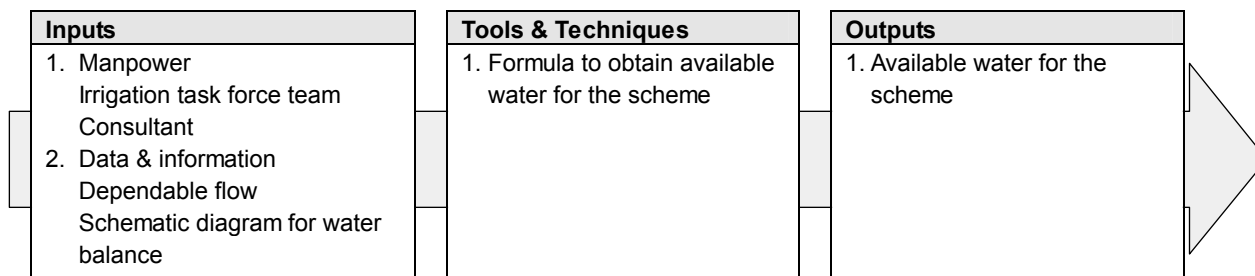 Inputs
1. Manpower
Irrigation task force team
Consultant
2. Data & information
Dependable flow
Schematic diagram for water
balance
Tools & Techniques
1. Formula to obtain available
water for the scheme
Outputs
1. Available water for the
scheme